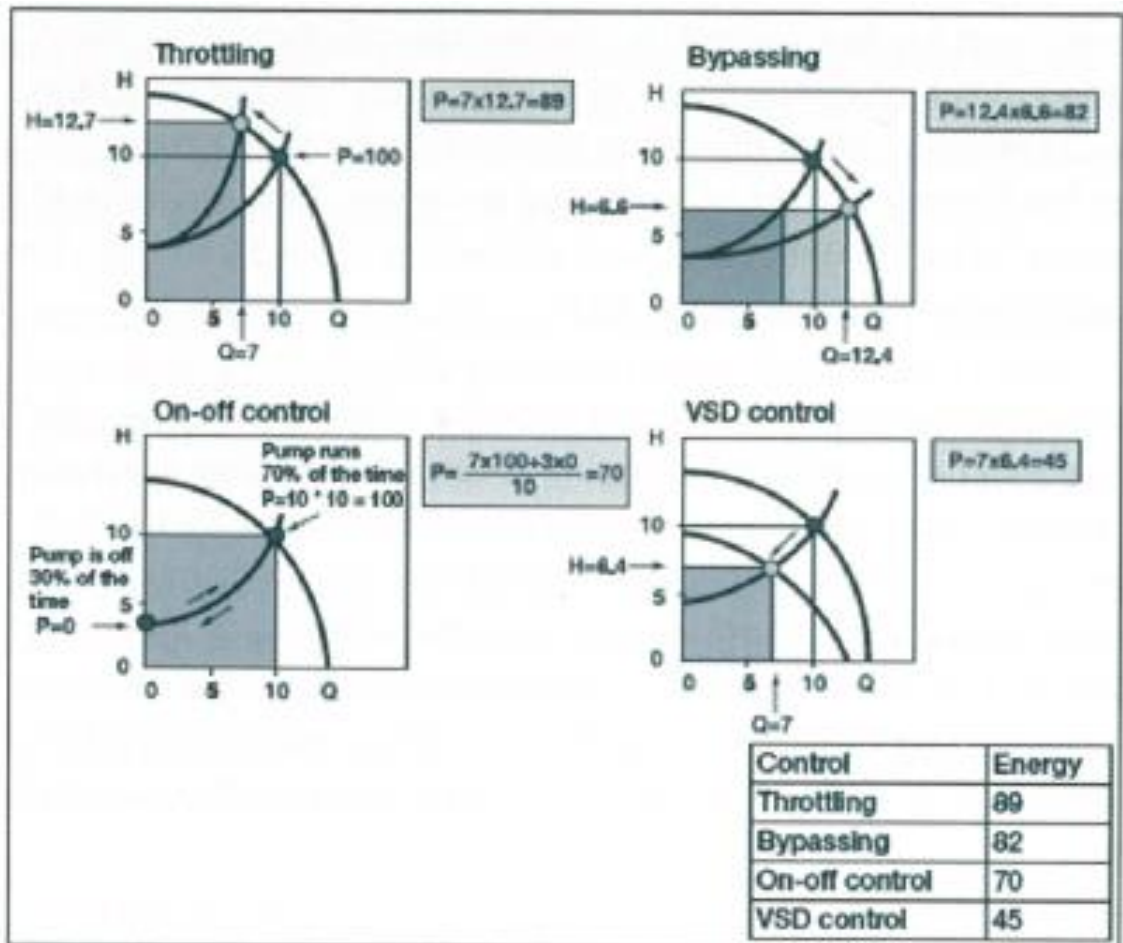 Throttling
H
P=7x12.7=89
H=12.7
10
P=100
5
0
0 5 10 Q
Q=7
Bypassing
H
P=12.4x6.6=82
10
H=6.6
5
0
0 5 10 Q
Q=12.4
On-off control
H
Pump runs
70% of the time
P=10 * 10 = 100
P= 7x100+3x0
10
=70
10
Pump is off
30% of the
time
5
P=0
0
0 5 10 Q
VSD control
H
P=7x6.4=45
10
H=6.4
5
0
0 5 10 Q
Q=7
Control Energy
Throttling 89
Bypassing 82
On-off control 70
VSD control 45